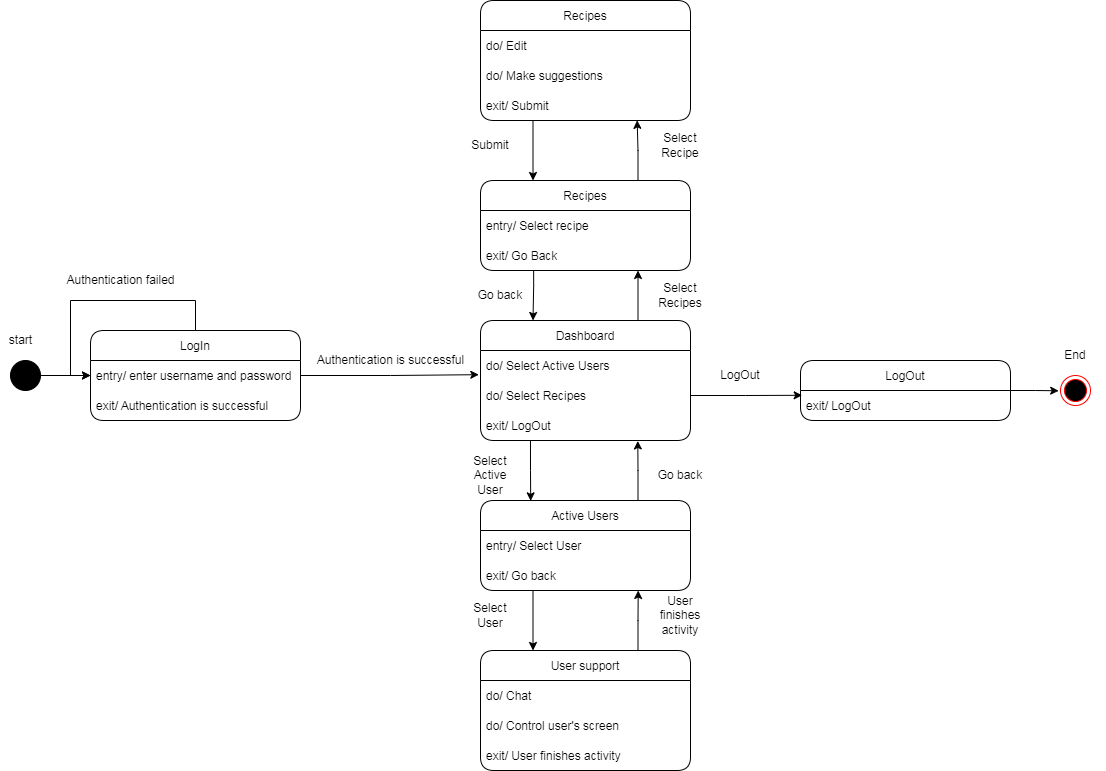 Recipes
do/ Edit
do/ Make suggestions
exit/ Submit
Submit
Select
Recipe
Recipes
entry/ Select recipe
exit/ Go Back
Go back
Select
Recipes
Authentication failed
start
LogIn
entry/ enter username and password
exit/ Authentication is successful
Authentication is successful
Dashboard
do/ Select Active Users
do/ Select Recipes
exit/ LogOut
LogOut
LogOut
exit/ LogOut
End
Select
Active
User
Go back
Active Users
entry/ Select User
exit/ Go back
Select
User
User
finishes
activity
User support
do/ Chat
do/ Control user's screen
exit/ User finishes activity